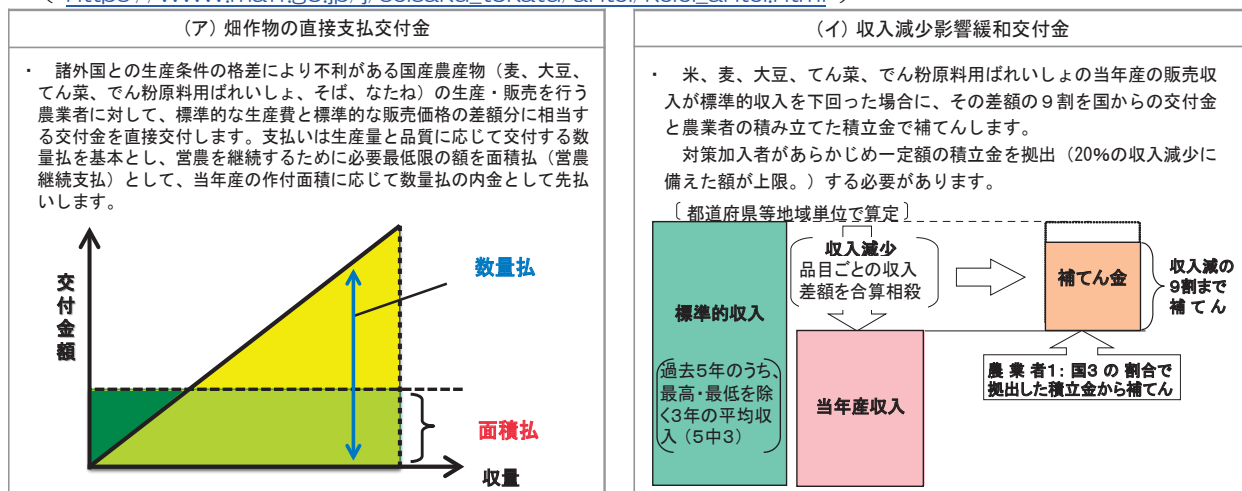 (ア) 畑作物の直接支払交付金
・ 諸外国との生産条件の格差により不利がある国産農産物（麦、大豆、
てん菜、でん粉原料用ばれいしょ、そば、なたね）の生産・販売を行う
農業者に対して、標準的な生産費と標準的な販売価格の差額分に相当す
る交付金を直接交付します。支払いは生産量と品質に応じて交付する数
量払を基本とし、営農を継続するために必要最低限の額を面積払（営農
継続支払）として、当年産の作付面積に応じて数量払の内金として先払
いします。
交付金額
数量払
面積払
収量
(イ) 収入減少影響緩和交付金
・ 米、麦、大豆、てん菜、でん粉原料用ばれいしょの当年産の販売収
入が標準的収入を下回った場合に、その差額の９割を国からの交付金
と農業者の積み立てた積立金で補てんします。
対策加入者があらかじめ一定額の積立金を拠出（20%の収入減少に
備えた額が上限。）する必要があります。
〔都道府県等地域単位で算定〕
収入減少
品目ごとの収入
差額を合算相殺
標準的収入
過去5年のうち、
最高・最低を除
く3年の平均収
入（5中3）
当年産収入
補てん金
収入減の
9割まで
補てん
農業者1：国3の割合で
拠出した積立金から補てん